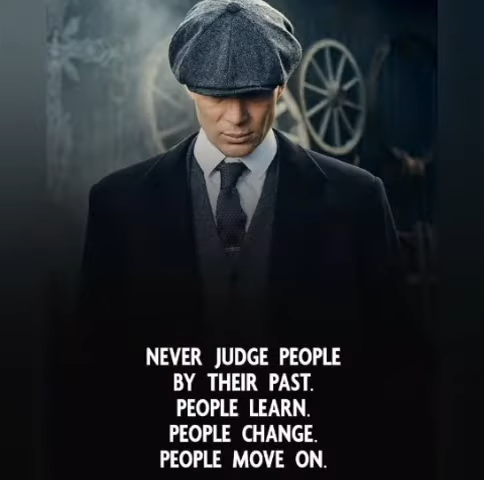 NEVER JUDGE PEOPLE
BY THEIR PAST.
PEOPLE LEARN.
PEOPLE CHANGE.
PEOPLE MOVE ON.